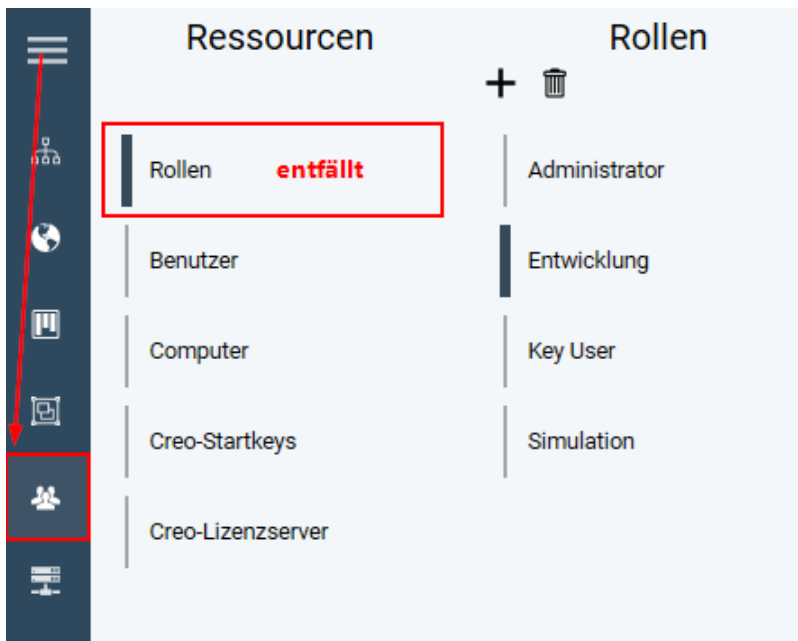 Ressourcen
Rollen
Rollen entfällt
Benutzer
Computer
Creo-Startkeys
Creo-Lizenzserver
Administrator
Entwicklung
Key User
Simulation